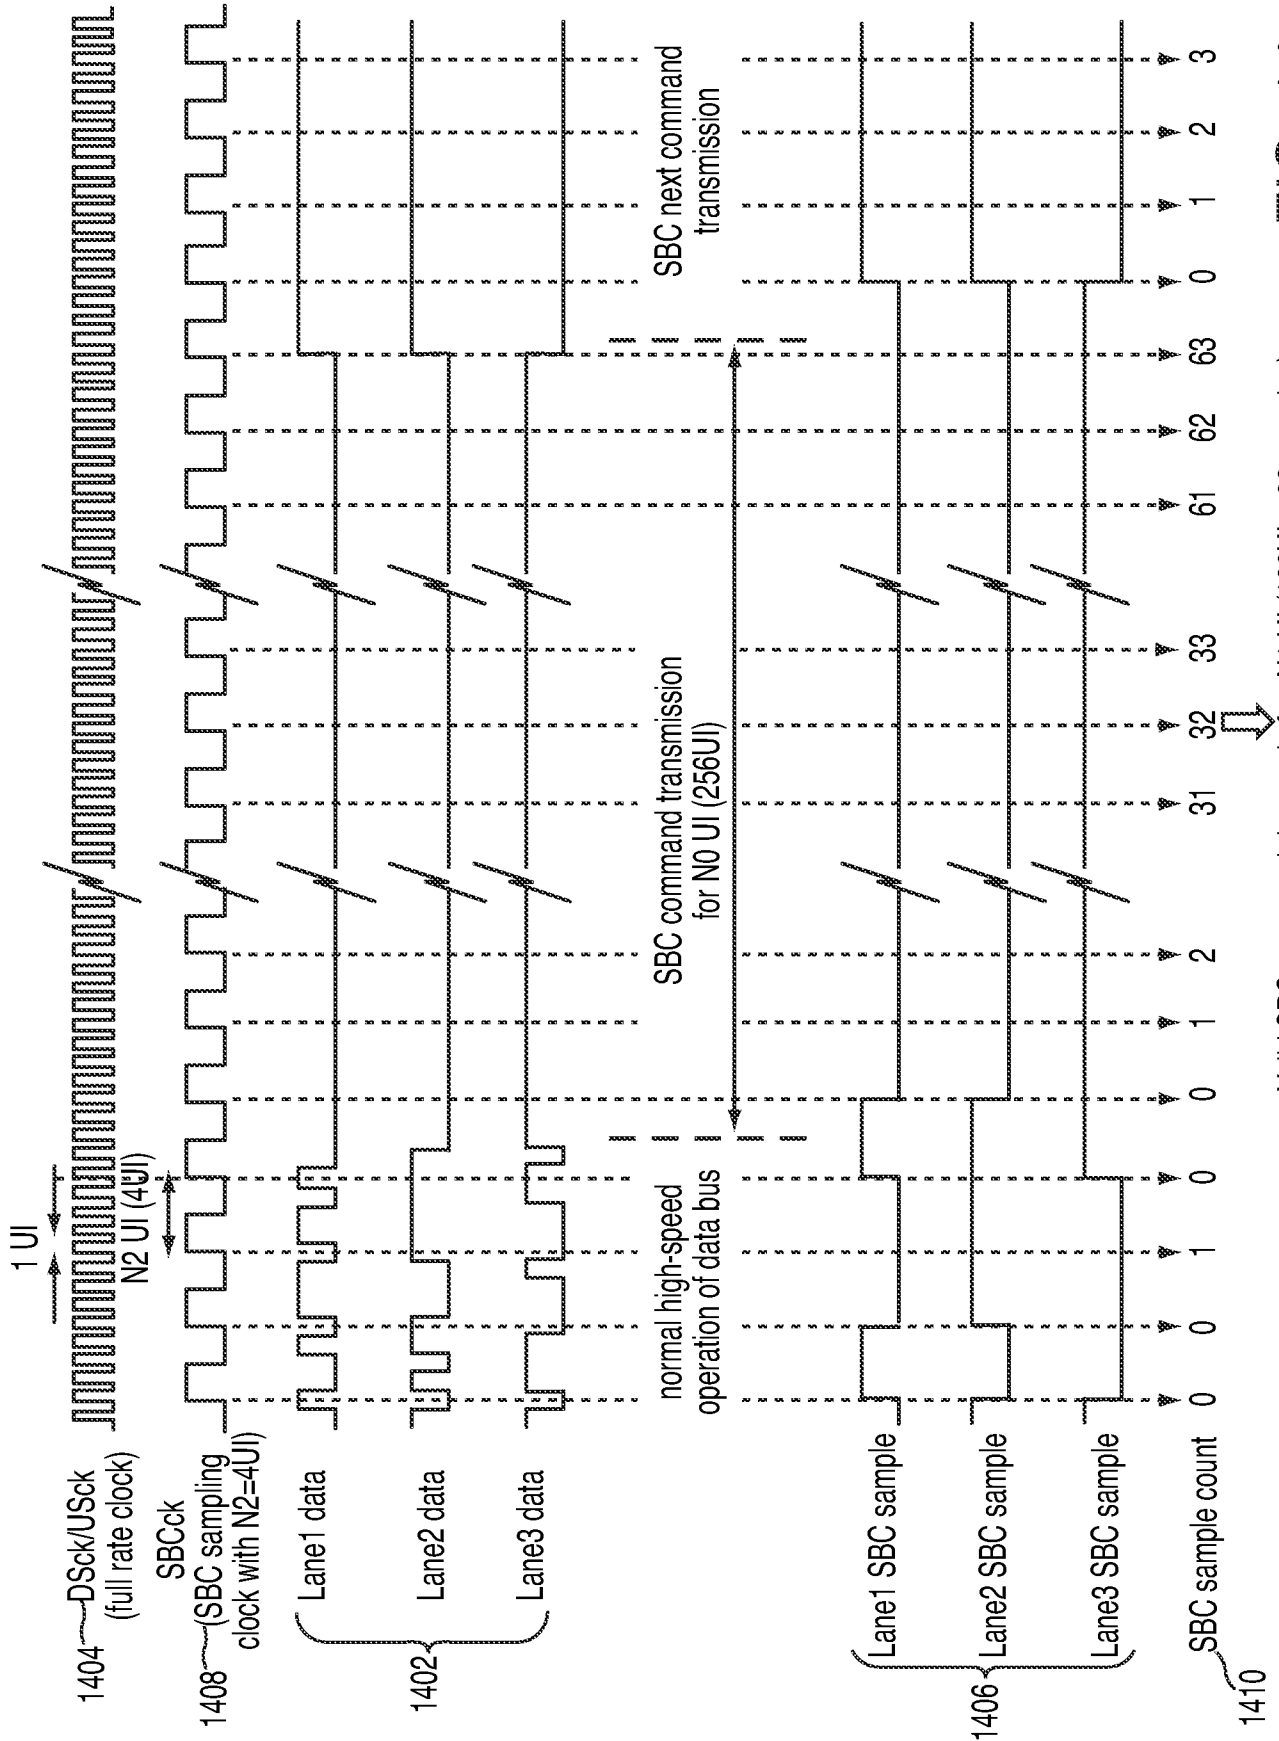 1 UI
1404
DSck/USck
(full rate clock)
N2 UI (4UI)
1408
SBCck
(SBC sampling
clock with N2=4UI)
1402
Lane1 data
Lane2 data
Lane3 data
normal high-speed
operation of data bus
SBC command transmission
for N0 UI (256UI)
SBC next command
transmission
1406
Lane1 SBC sample
Lane2 SBC sample
Lane3 SBC sample
1410
SBC sample count
0 0 1 0 0 1 2 31 32 33 61 62 63 0 1 2 3